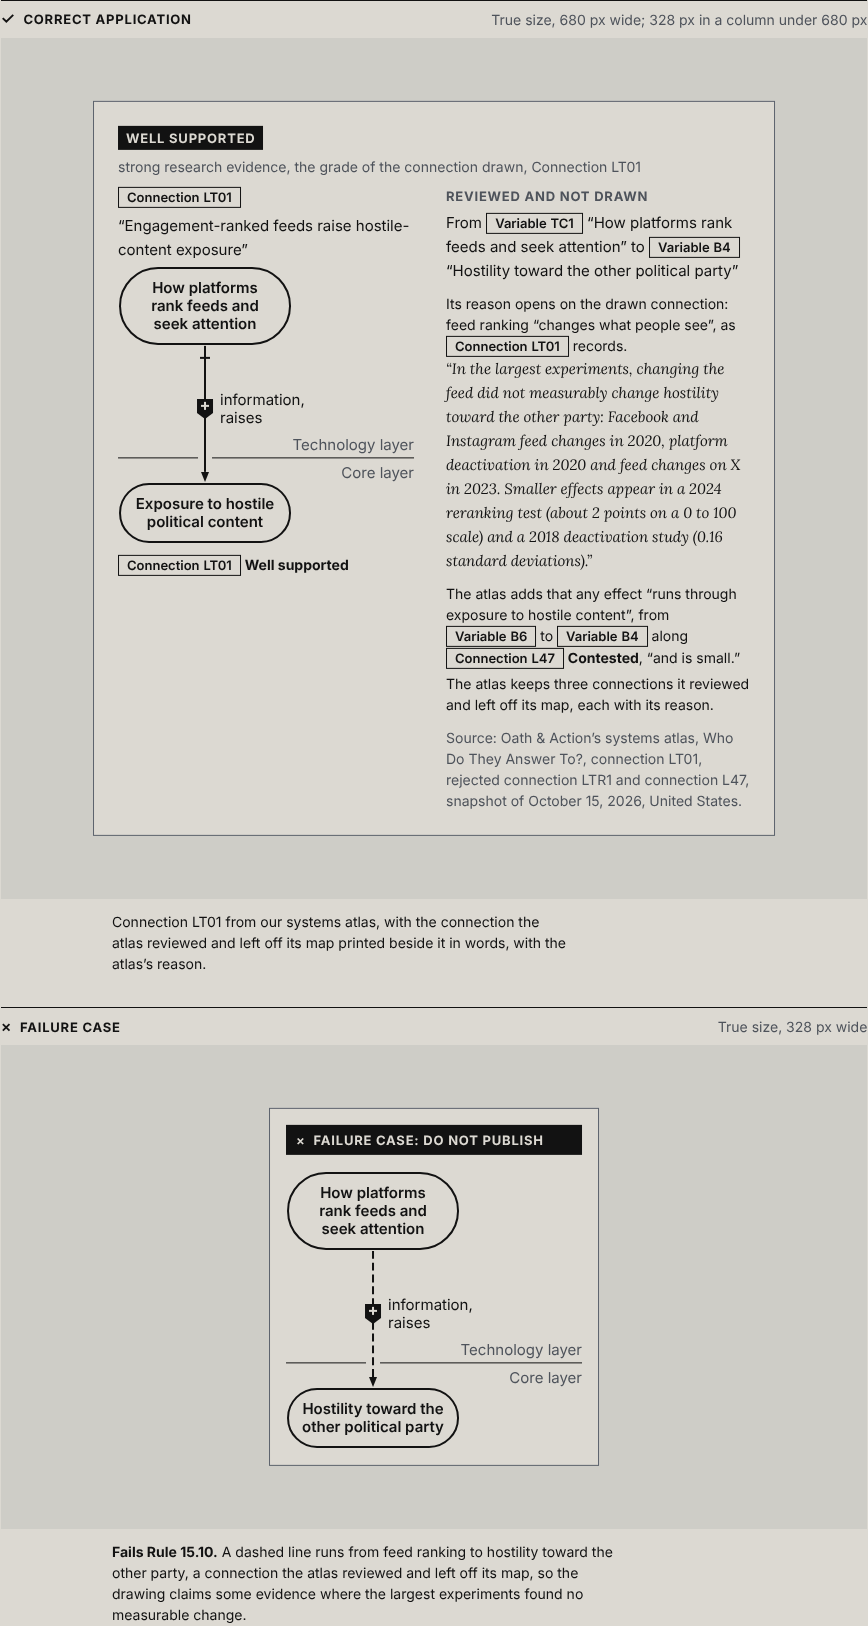 ✓ CORRECT APPLICATION
True size, 680 px wide; 328 px in a column under 680 px
WELL SUPPORTED
strong research evidence, the grade of the connection drawn, Connection LT01
Connection LT01
“Engagement-ranked feeds raise hostile-
content exposure”
How platforms
rank feeds and
seek attention
information,
raises
Technology layer
Core layer
Exposure to hostile
political content
Connection LT01 Well supported
REVIEWED AND NOT DRAWN
From Variable TC1 “How platforms rank
feeds and seek attention” to Variable B4
“Hostility toward the other political party”
Its reason opens on the drawn connection:
feed ranking “changes what people see”, as
Connection LT01 records.
“In the largest experiments, changing the
feed did not measurably change hostility
toward the other party: Facebook and
Instagram feed changes in 2020, platform
deactivation in 2020 and feed changes on X
in 2023. Smaller effects appear in a 2024
reranking test (about 2 points on a 0 to 100
scale) and a 2018 deactivation study (0.16
standard deviations).”
The atlas adds that any effect “runs through
exposure to hostile content”, from
Variable B6 to Variable B4 along
Connection L47 Contested, “and is small.”
The atlas keeps three connections it reviewed
and left off its map, each with its reason.
Source: Oath & Action’s systems atlas, Who
Do They Answer To?, connection LT01,
rejected connection LTR1 and connection L47,
snapshot of October 15, 2026, United States.
Connection LT01 from our systems atlas, with the connection the
atlas reviewed and left off its map printed beside it in words, with the
atlas’s reason.
× FAILURE CASE
True size, 328 px wide
× FAILURE CASE: DO NOT PUBLISH
How platforms
rank feeds and
seek attention
information,
raises
Technology layer
Core layer
Hostility toward the
other political party
Fails Rule 15.10. A dashed line runs from feed ranking to hostility toward the
other party, a connection the atlas reviewed and left off its map, so the
drawing claims some evidence where the largest experiments found no
measurable change.